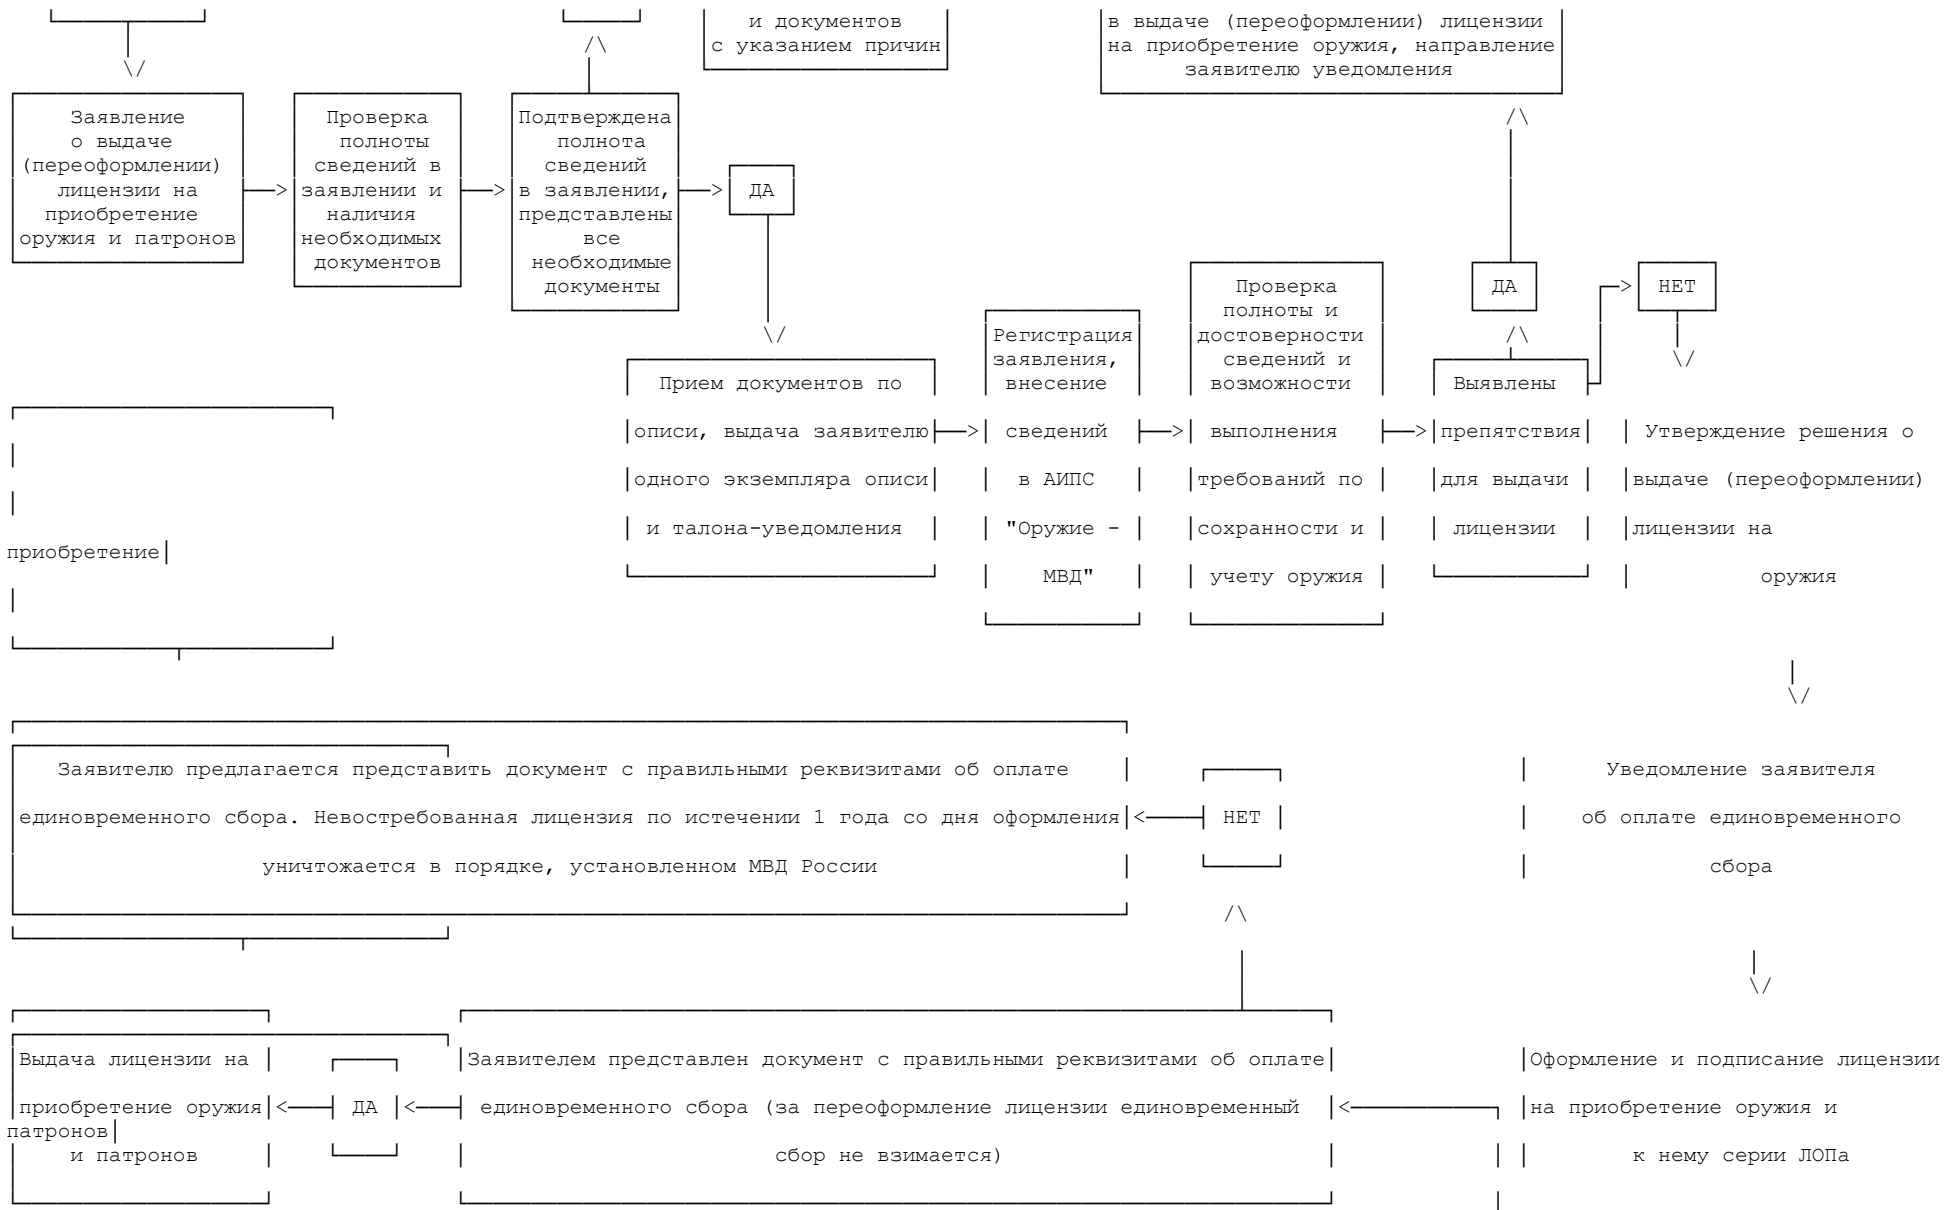 и документов
с указанием причин
в выдаче (переоформлении) лицензии
на приобретение оружия, направление
заявителю уведомления
Заявление
о выдаче
(переоформлении)
лицензии на
приобретение
оружия и патронов
Проверка
полноты
сведений в
заявлении и
наличия
необходимых
документов
Подтверждена
полнота
сведений
в заявлении,
представлены
все
необходимые
документы
ДА
Прием документов по
описи, выдача заявителю
одного экземпляра описи
и талона-уведомления
Регистрация
заявления,
внесение
сведений
в АИПС
"Оружие -
МВД"
Проверка
полноты и
достоверности
сведений и
возможности
выполнения
требований по
сохранности и
учету оружия
ДА
НЕТ
Выявлены
препятствия
для выдачи
лицензии
Утверждение решения о
выдаче (переоформлении)
лицензии на
приобретение
оружия
Заявителю предлагается представить документ с правильными реквизитами об оплате
единовременного сбора. Невостребованная лицензия по истечении 1 года со дня оформления
уничтожается в порядке, установленном МВД России
НЕТ
Уведомление заявителя
об оплате единовременного
сбора
Выдача лицензии на
приобретение оружия
и патронов
ДА
Заявителем представлен документ с правильными реквизитами об оплате
единовременного сбора (за переоформление лицензии единовременный
сбор не взимается)
Оформление и подписание лицензии
на приобретение оружия и
патронов
к нему серии ЛОПа